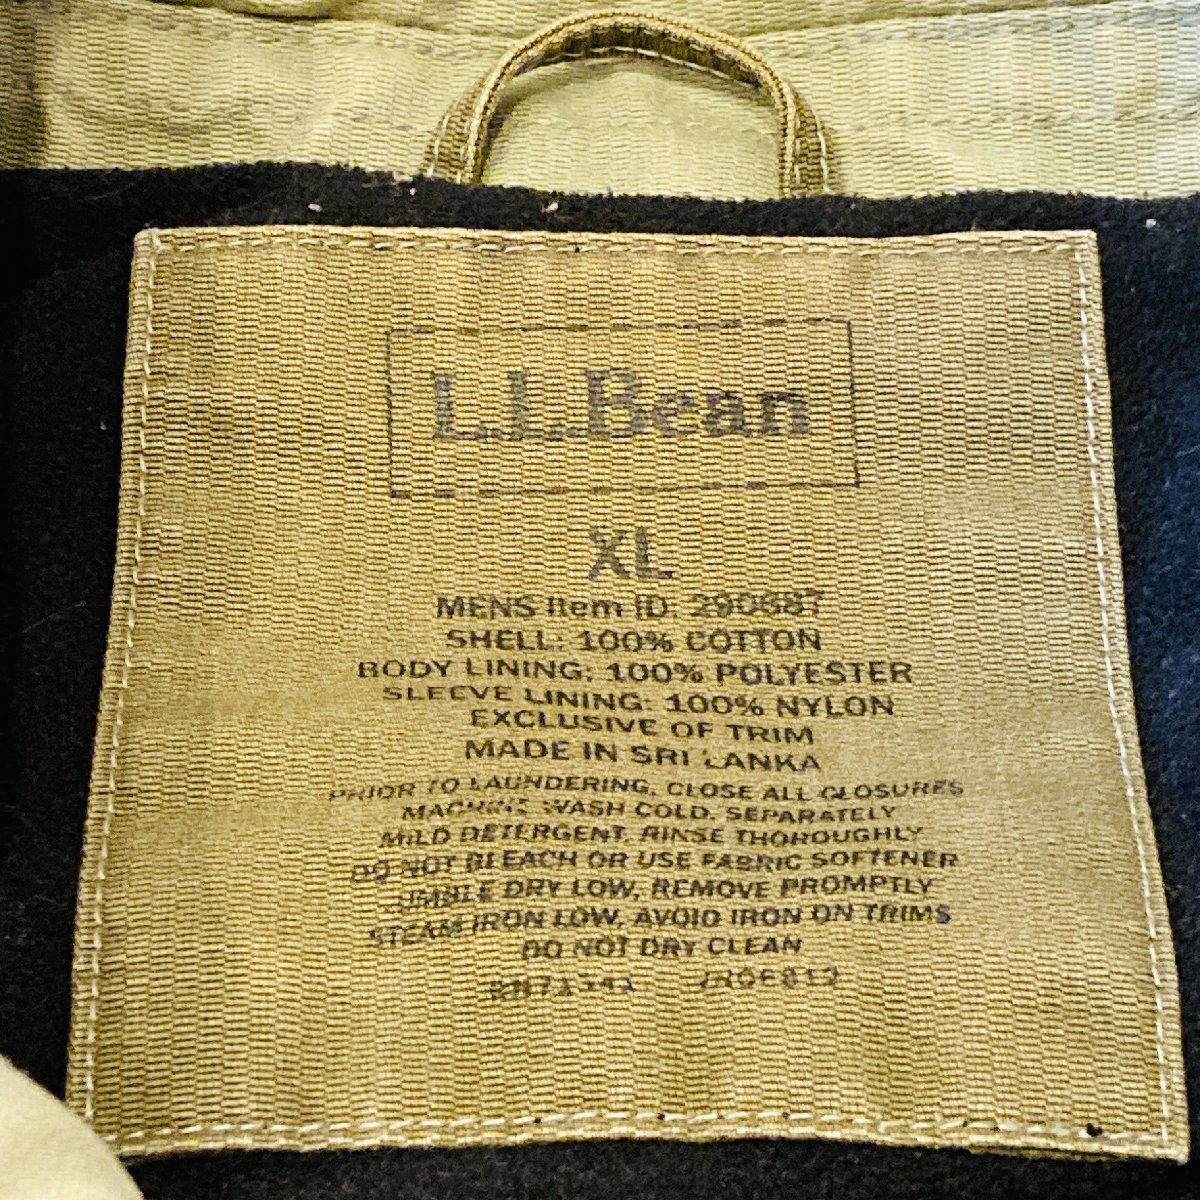 L.L.Bean
XL
MENS Item ID: 290687
SHELL: 100% COTTON
BODY LINING: 100% POLYESTER
SLEEVE LINING: 100% NYLON
EXCLUSIVE OF TRIM
MADE IN SRI LANKA
PRIOR TO LAUNDERING, CLOSE ALL CLOSURES
MACHINE WASH COLD, SEPARATELY
MILD DETERGENT, RINSE THOROUGHLY
DO NOT BLEACH OR USE FABRIC SOFTENER
TUMBLE DRY LOW, REMOVE PROMPTLY
STEAM IRON LOW, AVOID IRON ON TRIMS
DO NOT DRY CLEAN